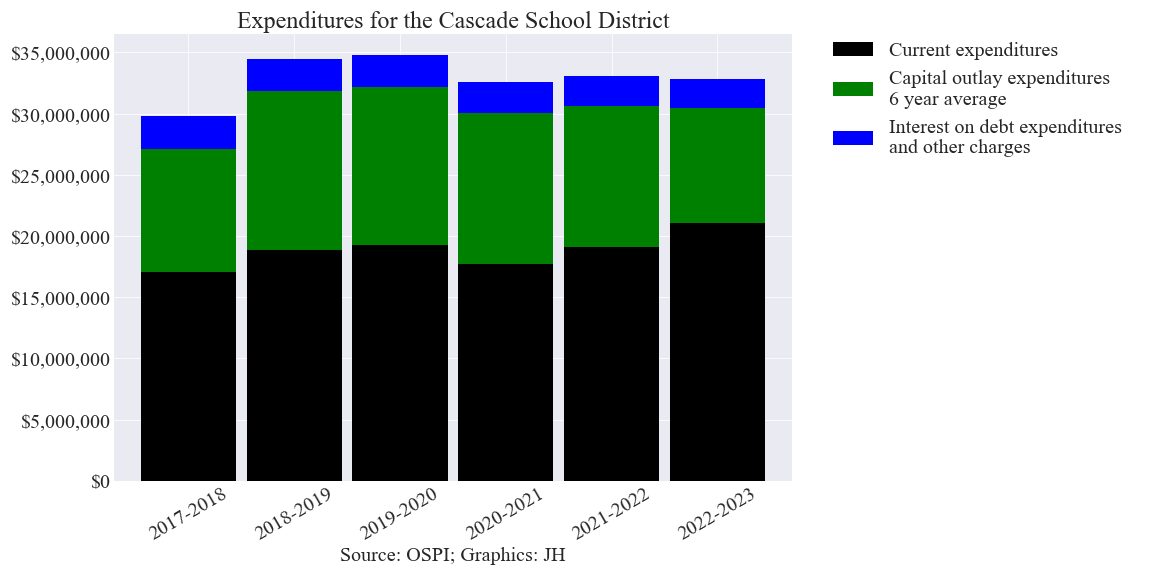 Expenditures for the Cascade School District
$35,000,000
$30,000,000
$25,000,000
$20,000,000
$15,000,000
$10,000,000
$5,000,000
$0
2017-2018
2018-2019
2019-2020
2020-2021
2021-2022
2022-2023
Source: OSPI; Graphics: JH
Current expenditures
Capital outlay expenditures
6 year average
Interest on debt expenditures
and other charges